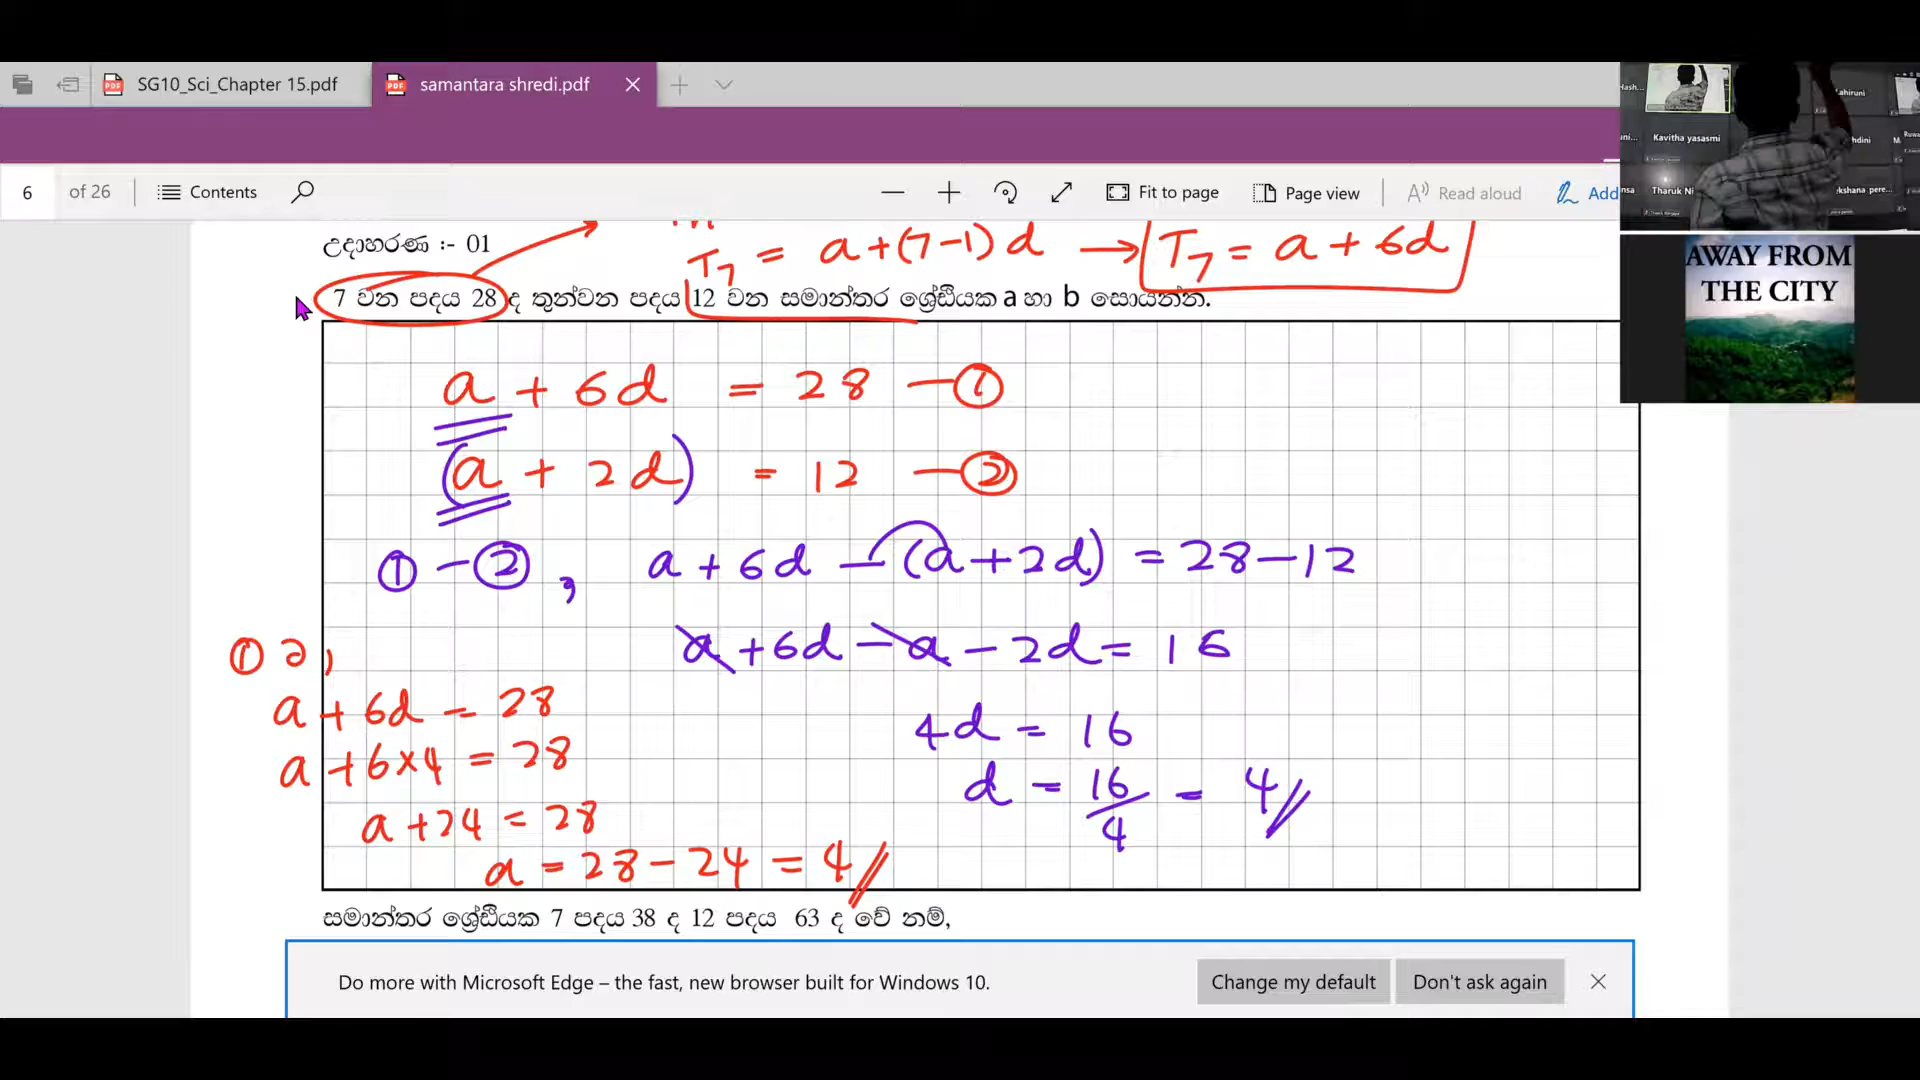 SG10_Sci_Chapter 15.pdf
samantara shredi.pdf
6 of 26
Contents
Fit to page
Page view
Read aloud
Add
Kavitha yasasmi
Tharuk Ni
ekshana pere...
AWAY FROM
THE CITY
උදාහරණ :- 01
T₇ = a + (7-1) d → T₇ = a + 6d
7 වන පදය 28 ද තුන්වන පදය 12 වන සමාන්තර ශ්‍රේඪියක a හා b සොයන්න.
a + 6d = 28 — ①
(a + 2d) = 12 — ②
① - ② , a + 6d - (a + 2d) = 28 - 12
a + 6d - a - 2d = 16
4d = 16
d = 16/4 = 4//
① ට,
a + 6d = 28
a + 6×4 = 28
a + 24 = 28
a = 28 - 24 = 4//
සමාන්තර ශ්‍රේඪියක 7 පදය 38 ද 12 පදය 63 ද වේ නම්,
Do more with Microsoft Edge – the fast, new browser built for Windows 10.
Change my default
Don't ask again